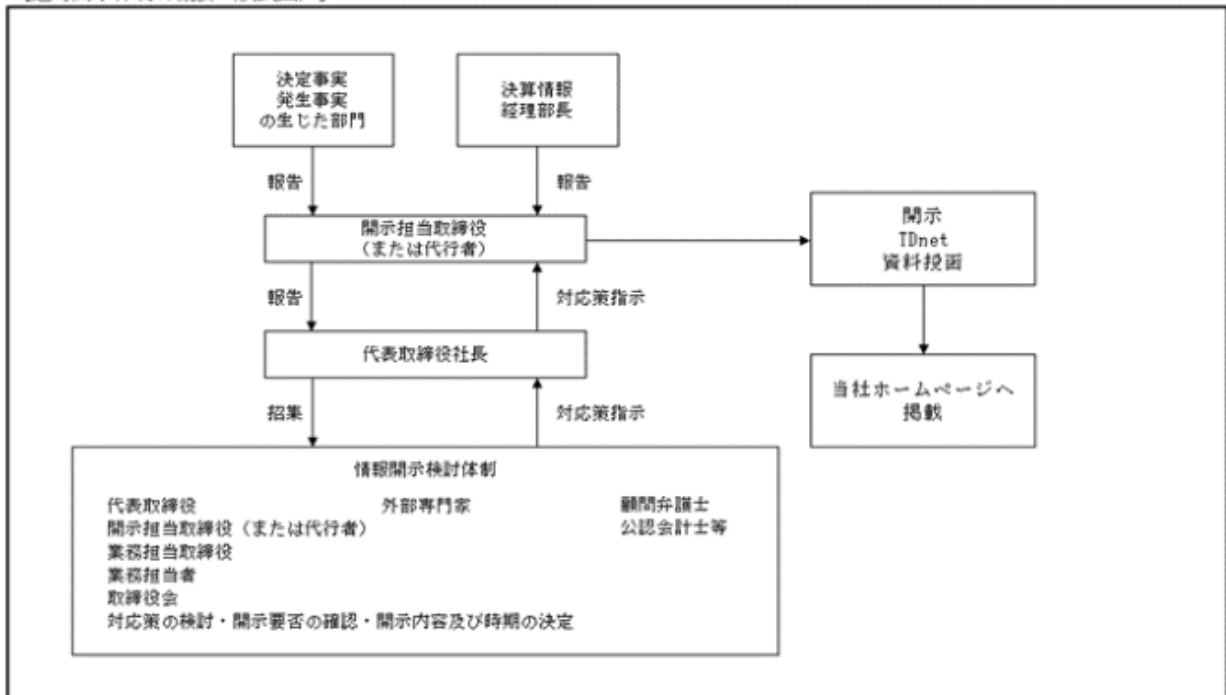 決定事実
発生事実
の生じた部門
決算情報
経理部長
報告
報告
開示担当取締役
（または代行者）
開示
TDnet
資料投函
報告
対応策指示
代表取締役社長
当社ホームページへ
掲載
招集
対応策指示
情報開示検討体制
代表取締役
外部専門家
顧問弁護士
開示担当取締役（または代行者）
公認会計士等
業務担当取締役
業務担当者
取締役会
対応策の検討・開示要否の確認・開示内容及び時期の決定